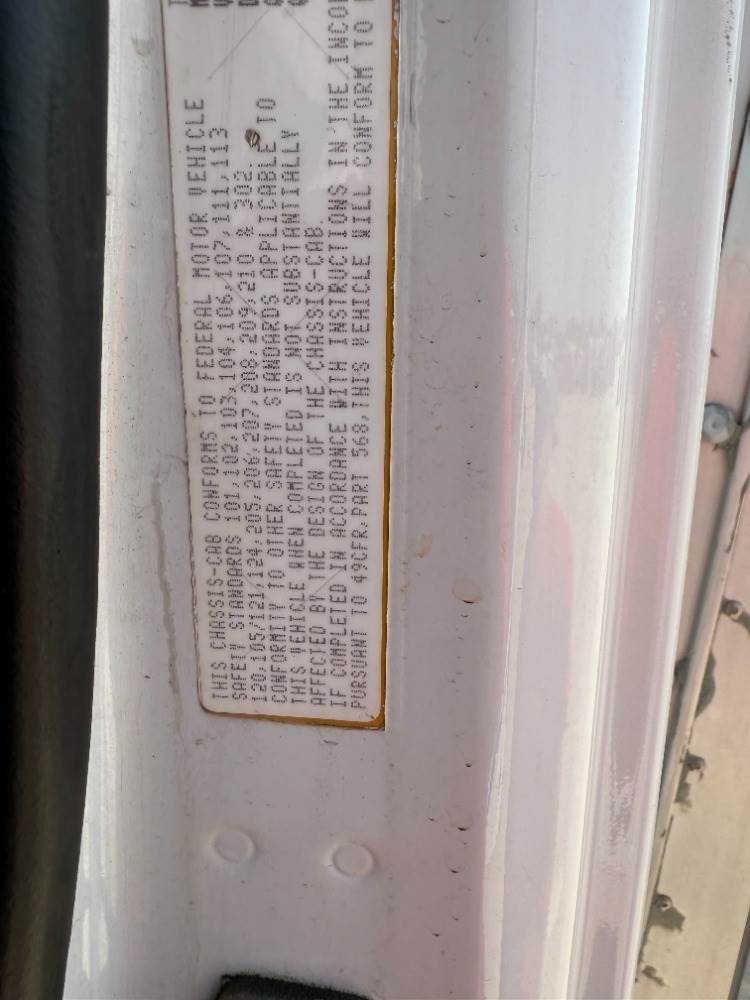 THIS CHASSIS-CAB CONFORMS TO FEDERAL MOTOR VEHICLE
SAFETY STANDARDS 101,102,103,104,106,107,111,113
120,105/121,124,205,206,207,208,209,210 & 302.
CONFORMITY TO OTHER SAFETY STANDARDS APPLICABLE TO
THIS VEHICLE WHEN COMPLETED IS NOT SUBSTANTIALLY
AFFECTED BY THE DESIGN OF THE CHASSIS-CAB.
IF COMPLETED IN ACCORDANCE WITH INSTRUCTIONS IN THE INCO
PURSUANT TO 49CFR,PART 568,THIS VEHICLE WILL CONFORM TO